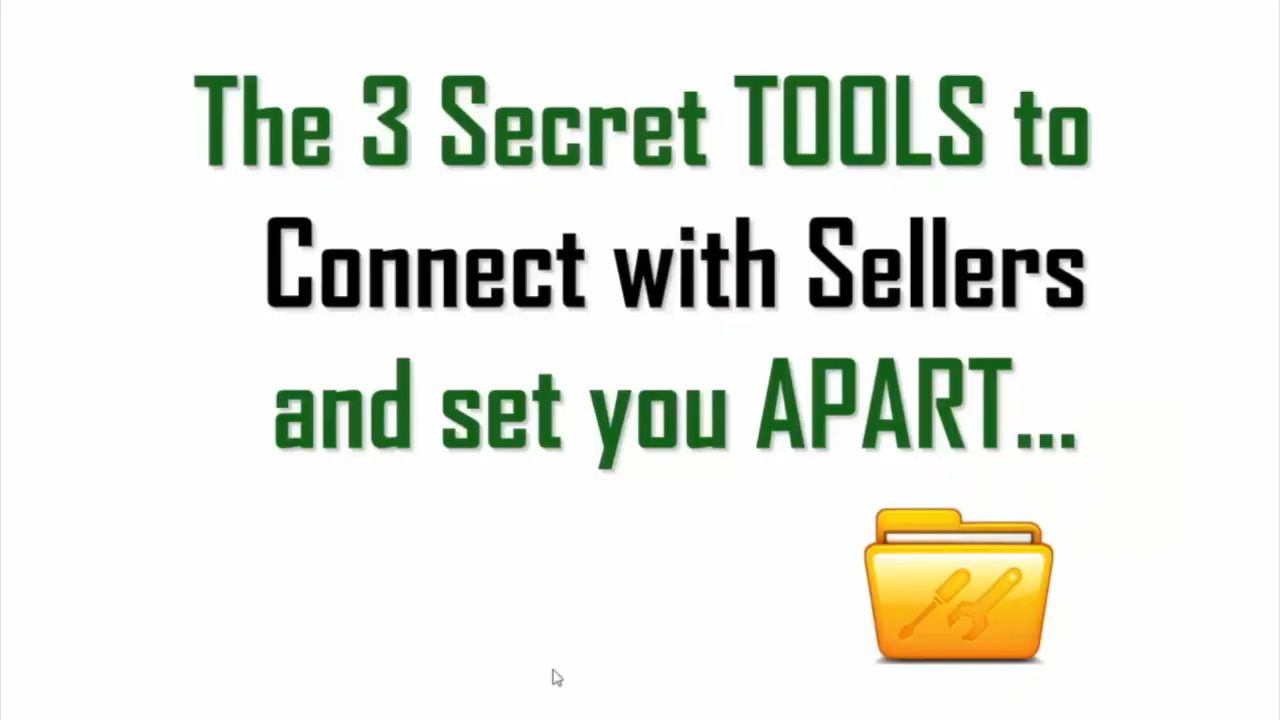 The 3 Secret TOOLS to
Connect with Sellers
and set you APART...